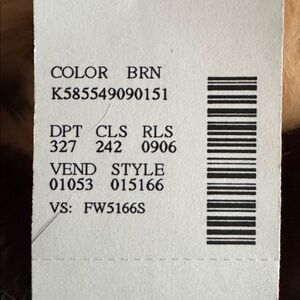 COLOR BRN
K585549090151
DPT CLS RLS
327 242 0906
VEND STYLE
01053 015166
VS: FW5166S